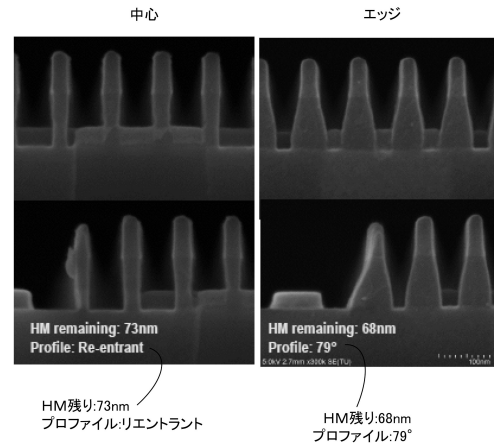 中心
エッジ
HM remaining: 73nm
Profile: Re-entrant
HM remaining: 68nm
Profile: 79°
5.0kV 2.7mm x300k SE(TU)
100nm
HM残り:73nm
プロファイル:リエントラント
HM残り:68nm
プロファイル:79°